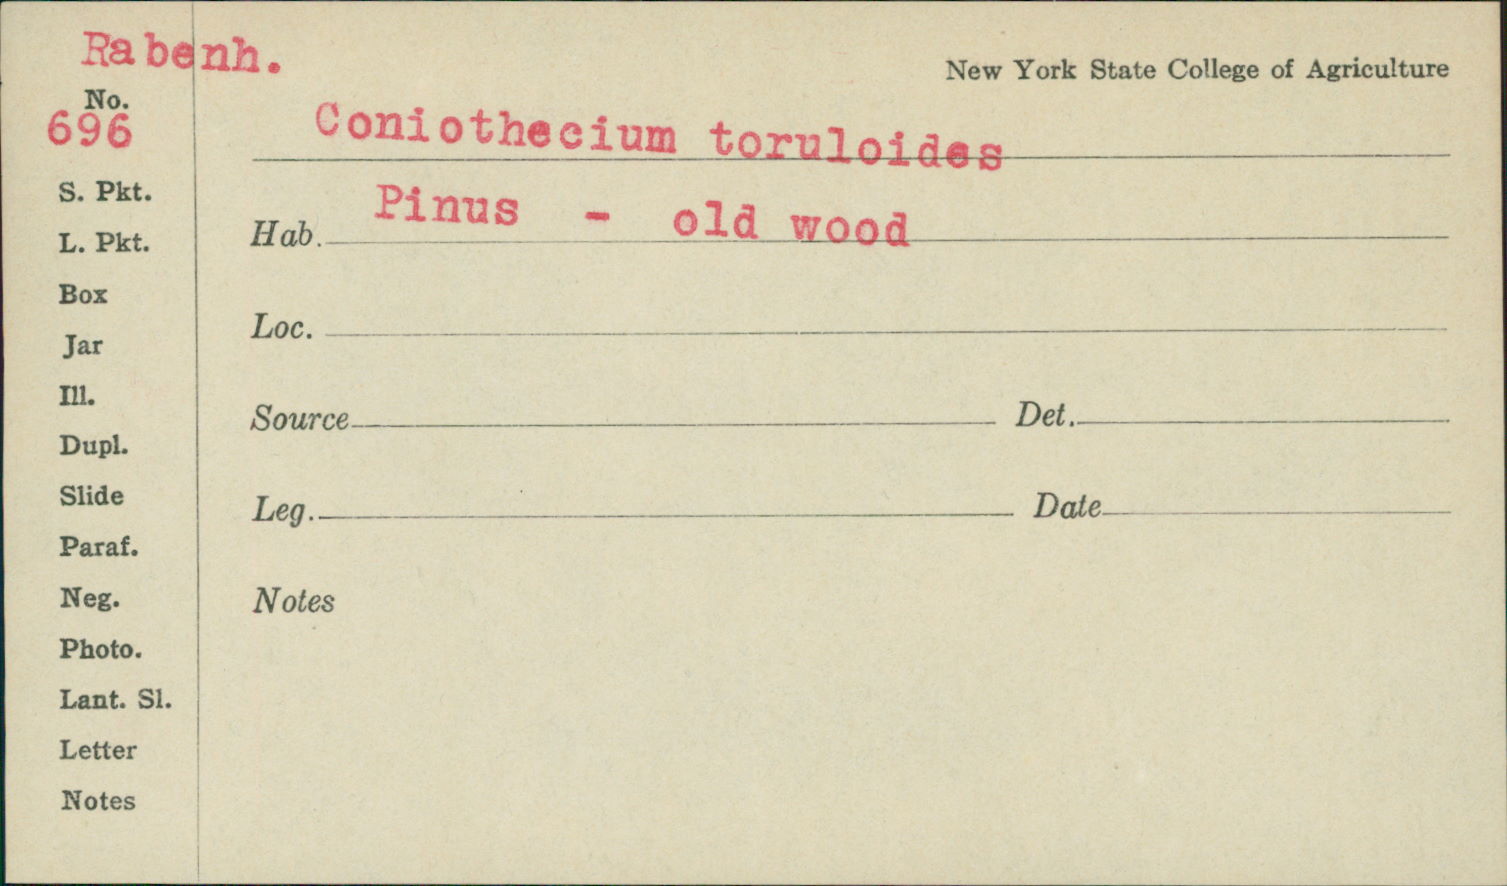 Rabenh.
New York State College of Agriculture
No.
696
Coniothecium toruloides
S. Pkt.
Hab. Pinus - old wood
L. Pkt.
Box
Loc.
Jar
Ill.
Source Det.
Dupl.
Slide
Leg. Date
Paraf.
Neg.
Notes
Photo.
Lant. Sl.
Letter
Notes